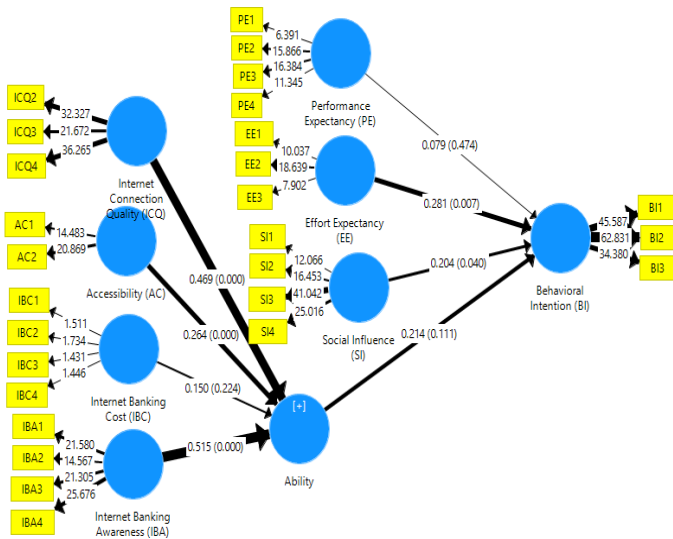 PE1
PE2
PE3
PE4
6.391
15.866
16.384
11.345
Performance
Expectancy (PE)
ICQ2
ICQ3
ICQ4
32.327
21.672
36.265
Internet
Connection
Quality (ICQ)
EE1
EE2
EE3
10.037
18.639
7.902
Effort Expectancy
(EE)
0.079 (0.474)
0.281 (0.007)
0.204 (0.040)
0.214 (0.111)
AC1
AC2
14.483
20.869
Accessibility (AC)
SI1
SI2
SI3
SI4
12.066
16.453
41.042
25.016
Social Influence
(SI)
45.587
62.831
34.380
BI1
BI2
BI3
Behavioral
Intention (BI)
0.469 (0.000)
0.264 (0.000)
0.150 (0.224)
0.515 (0.000)
IBC1
IBC2
IBC3
IBC4
1.511
1.734
1.431
1.446
Internet Banking
Cost (IBC)
[+]
Ability
IBA1
IBA2
IBA3
IBA4
21.580
14.567
21.305
25.676
Internet Banking
Awareness (IBA)